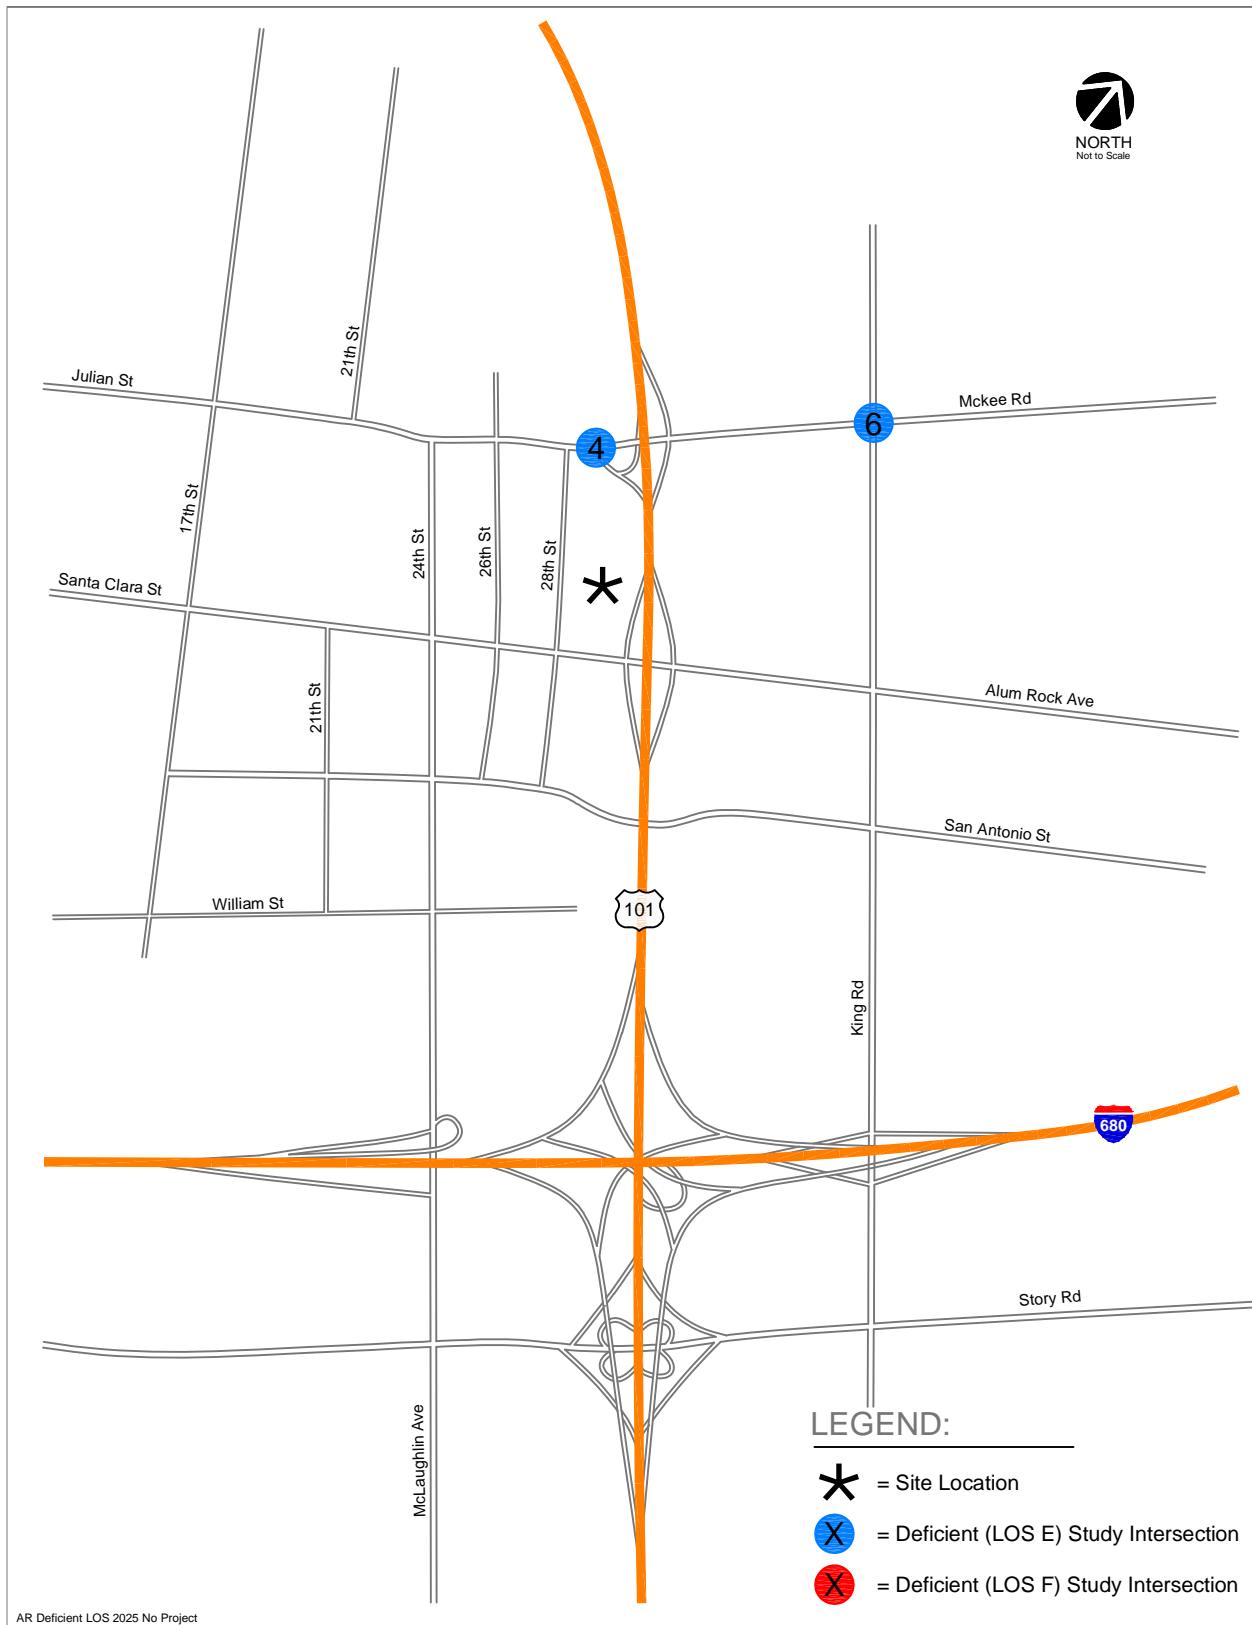 NORTH
Not to Scale
21th St
Julian St
Mckee Rd
4
6
17th St
24th St
26th St
28th St
Santa Clara St
21th St
Alum Rock Ave
San Antonio St
William St
101
King Rd
680
Story Rd
McLaughlin Ave
LEGEND:
= Site Location
X = Deficient (LOS E) Study Intersection
X = Deficient (LOS F) Study Intersection
AR Deficient LOS 2025 No Project